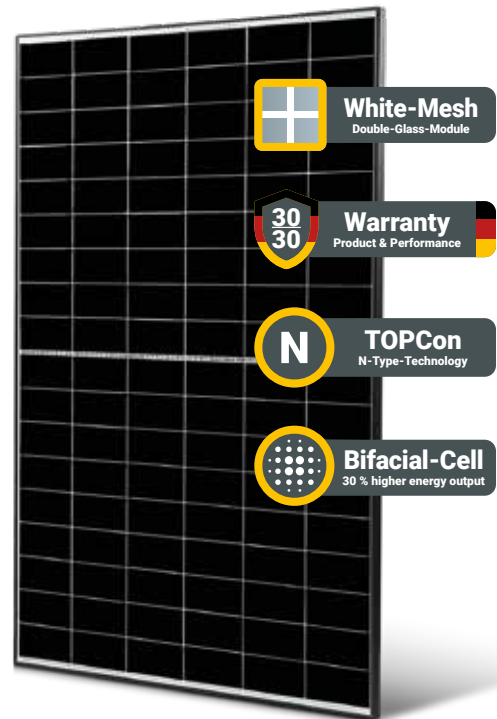 White-Mesh
Double-Glass-Module
30
30
Warranty
Product & Performance
N
TOPCon
N-Type-Technology
Bifacial-Cell
30 % higher energy output